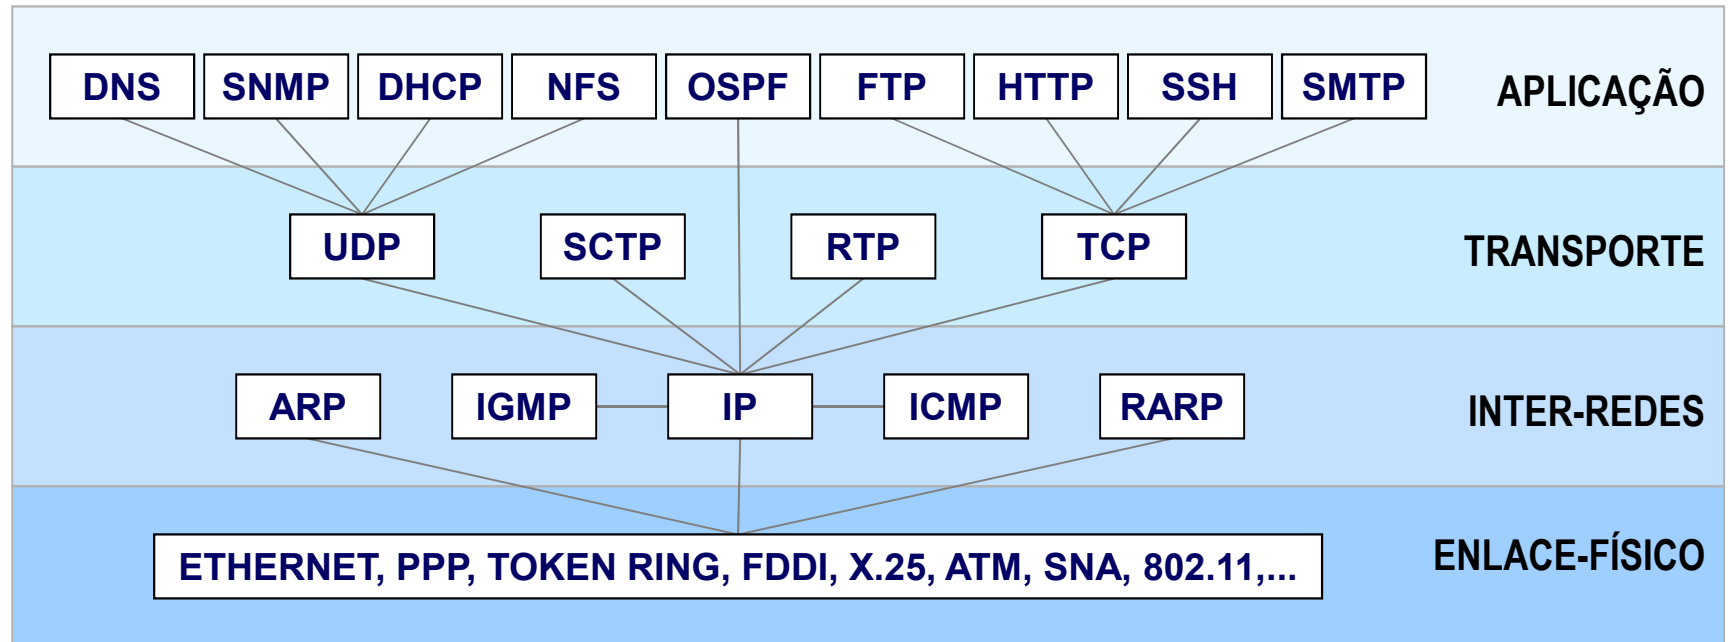 DNS SNMP DHCP NFS OSPF FTP HTTP SSH SMTP APLICAÇÃO
UDP SCTP RTP TCP TRANSPORTE
ARP IGMP IP ICMP RARP INTER-REDES
ETHERNET, PPP, TOKEN RING, FDDI, X.25, ATM, SNA, 802.11,... ENLACE-FÍSICO